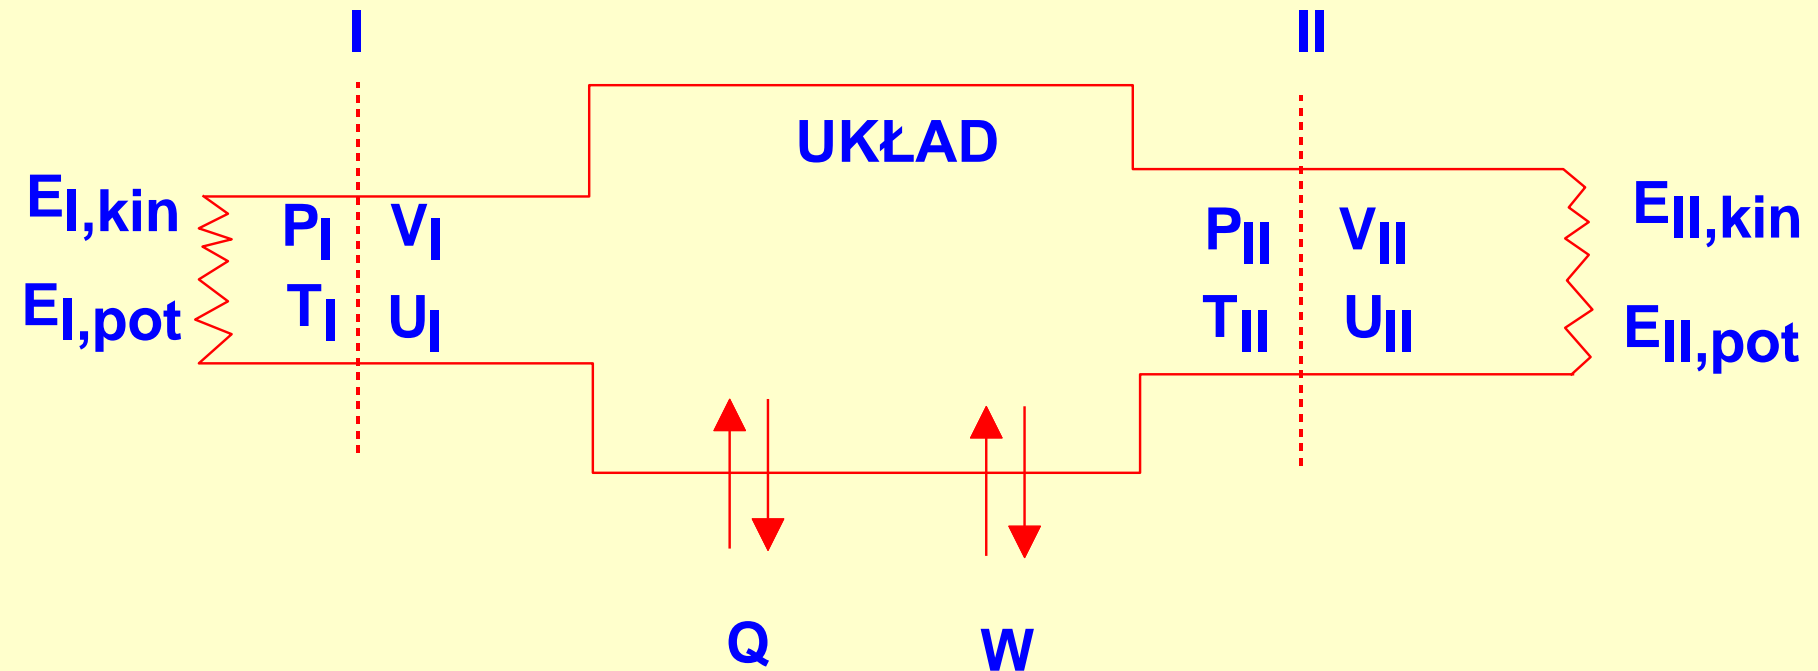 I II
UKŁAD
EI,kin PI VI PII VII EII,kin
EI,pot TI UI TII UII EII,pot
Q W